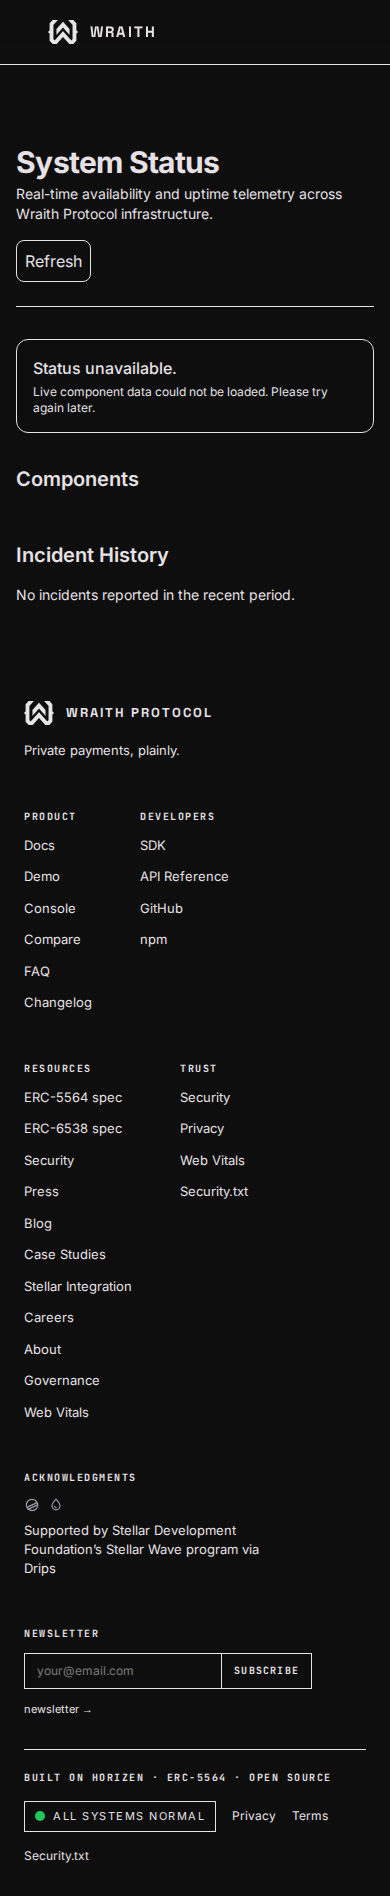 WRAITH
System Status
Real-time availability and uptime telemetry across
Wraith Protocol infrastructure.
Refresh
Status unavailable.
Live component data could not be loaded. Please try
again later.
Components
Incident History
No incidents reported in the recent period.
WRAITH PROTOCOL
Private payments, plainly.
PRODUCT
Docs
Demo
Console
Compare
FAQ
Changelog
DEVELOPERS
SDK
API Reference
GitHub
npm
RESOURCES
ERC-5564 spec
ERC-6538 spec
Security
Press
Blog
Case Studies
Stellar Integration
Careers
About
Governance
Web Vitals
TRUST
Security
Privacy
Web Vitals
Security.txt
ACKNOWLEDGMENTS
Supported by Stellar Development
Foundation’s Stellar Wave program via
Drips
NEWSLETTER
your@email.com
SUBSCRIBE
newsletter →
BUILT ON HORIZEN · ERC-5564 · OPEN SOURCE
ALL SYSTEMS NORMAL
Privacy
Terms
Security.txt